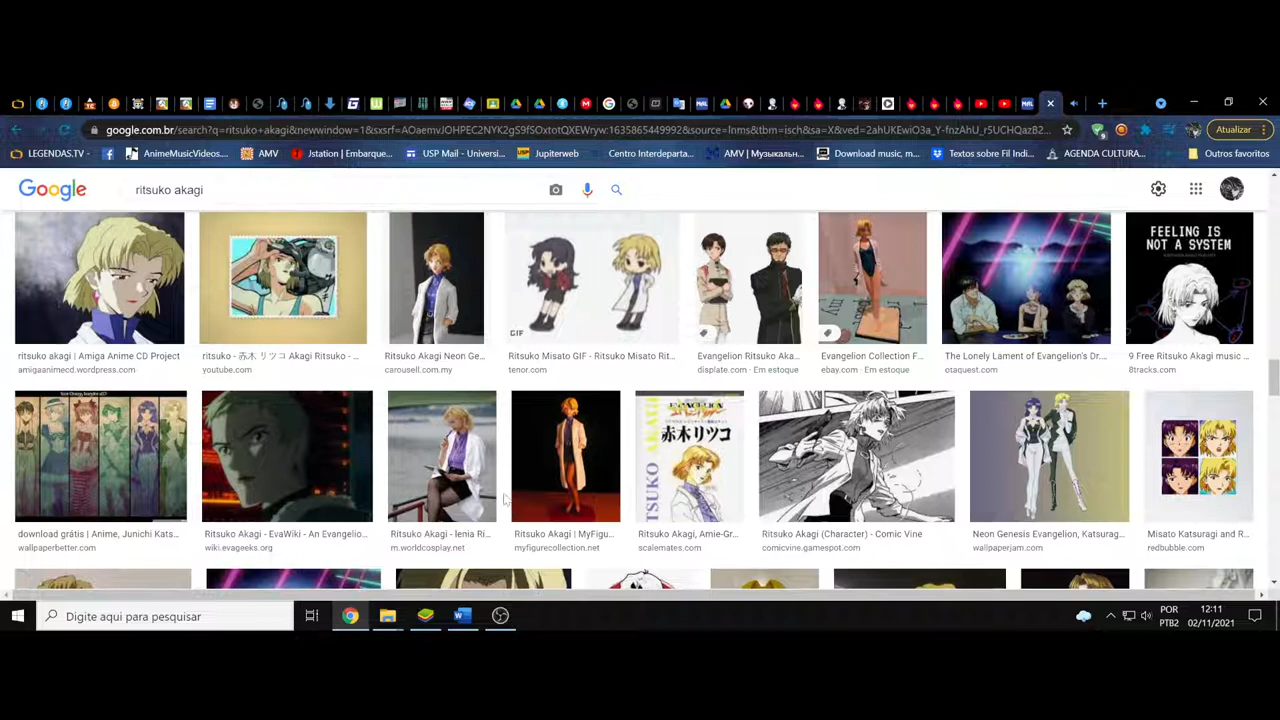 google.com.br/search?q=ritsuko+akagi&newwindow=1&sxsrf=AOaemvJOHPEC2NYK2gS9fSOxtotQXEWryw:1635865449992&source=lnms&tbm=isch&sa=X&ved=2ahUKEwiO3a_Y-fnzAhU_r5UCHQazB2...
Atualizar
LEGENDAS.TV -
AnimeMusicVideos...
AMV
Jstation | Embarque...
USP Mail - Universi...
Jupiterweb
Centro Interdeparta...
AMV | Музыкальн...
Download music, m...
Textos sobre Fil Indi...
AGENDA CULTURA...
Outros favoritos
Google
ritsuko akagi
FEELING IS
NOT A SYSTEM
GIF
ritsuko akagi | Amiga Anime CD Project
amigaanimecd.wordpress.com
ritsuko - 赤木 リツコ Akagi Ritsuko - ...
youtube.com
Ritsuko Akagi Neon Ge...
carousell.com.my
Ritsuko Misato GIF - Ritsuko Misato Rit...
tenor.com
Evangelion Ritsuko Aka...
displate.com · Em estoque
Evangelion Collection F...
ebay.com · Em estoque
The Lonely Lament of Evangelion's Dr...
otaquest.com
9 Free Ritsuko Akagi music ...
8tracks.com
EVANGELION
赤木リツコ
RITSUKO AKAGI
download grátis | Anime, Junichi Kats...
wallpaperbetter.com
Ritsuko Akagi - EvaWiki - An Evangelio...
wiki.evageeks.org
Ritsuko Akagi - Ienia Ri...
m.worldcosplay.net
Ritsuko Akagi | MyFigu...
myfigurecollection.net
Ritsuko Akagi, Amie-Gr...
scalemates.com
Ritsuko Akagi (Character) - Comic Vine
comicvine.gamespot.com
Neon Genesis Evangelion, Katsurag...
wallpaperjam.com
Misato Katsuragi and R...
redbubble.com
Digite aqui para pesquisar
POR
PTB2
12:11
02/11/2021